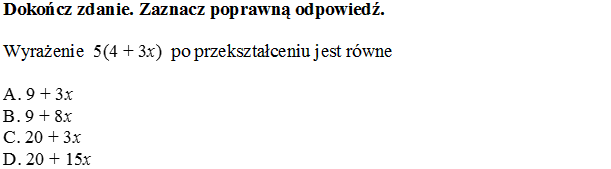 Dokończ zdanie. Zaznacz poprawną odpowiedź.
Wyrażenie 5(4 + 3x) po przekształceniu jest równe
A. 9 + 3x
B. 9 + 8x
C. 20 + 3x
D. 20 + 15x